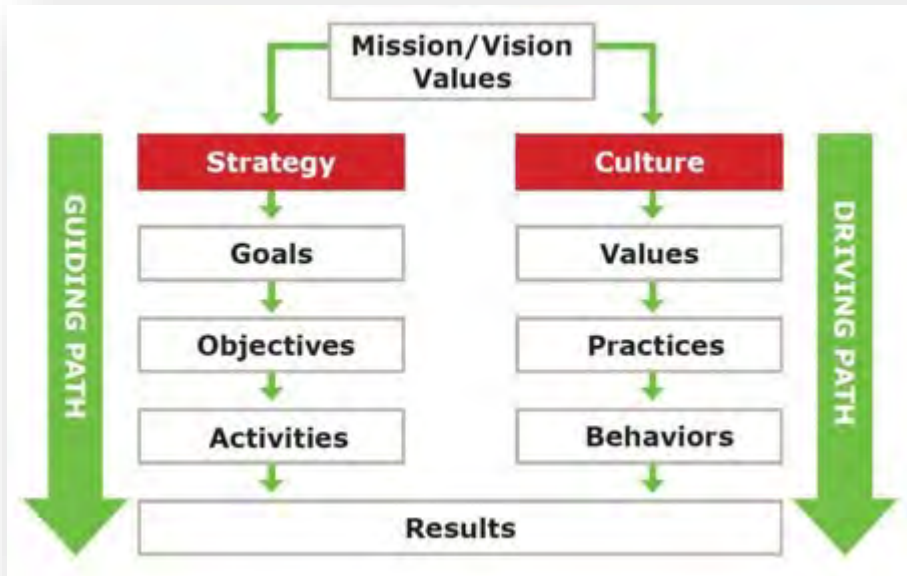 Mission/Vision
Values
Strategy
Culture
GUIDING PATH
DRIVING PATH
Goals
Values
Objectives
Practices
Activities
Behaviors
Results